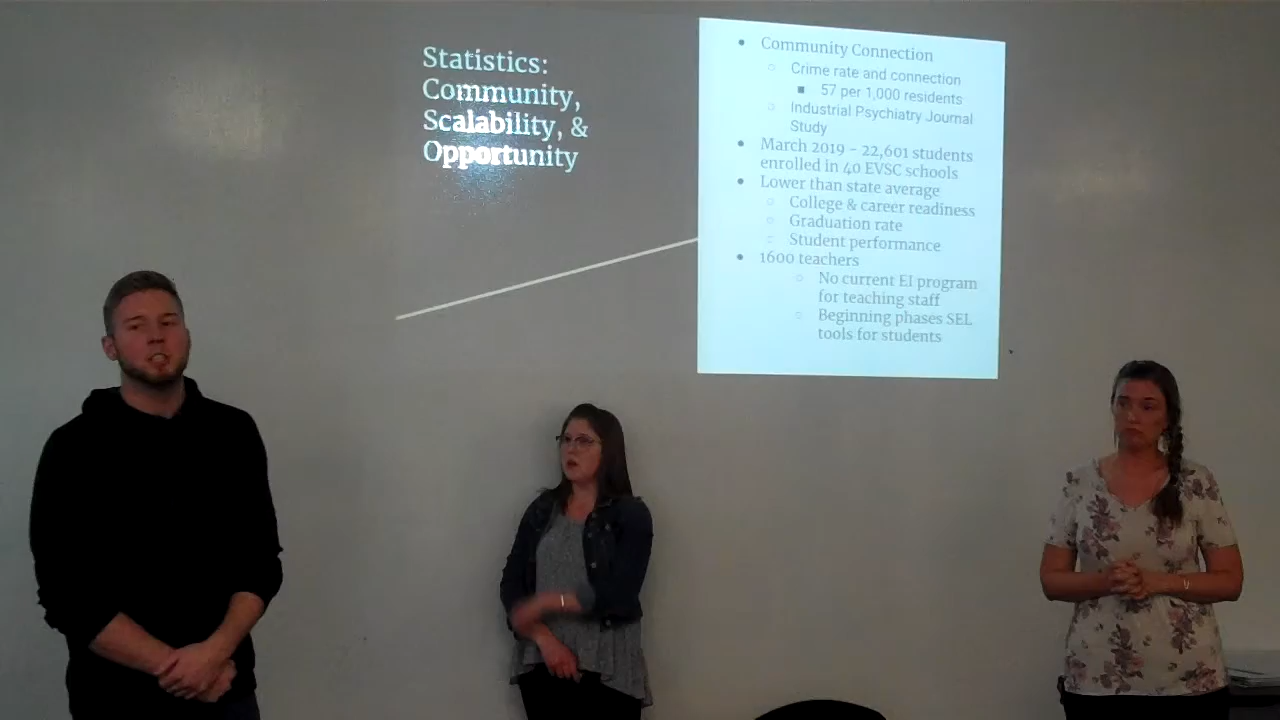 Statistics:
Community,
Scalability, &
Opportunity
• Community Connection
○ Crime rate and connection
■ 57 per 1,000 residents
○ Industrial Psychiatry Journal
Study
• March 2019 - 22,601 students
enrolled in 40 EVSC schools
• Lower than state average
○ College & career readiness
○ Graduation rate
○ Student performance
• 1600 teachers
○ No current EI program
for teaching staff
○ Beginning phases SEL
tools for students